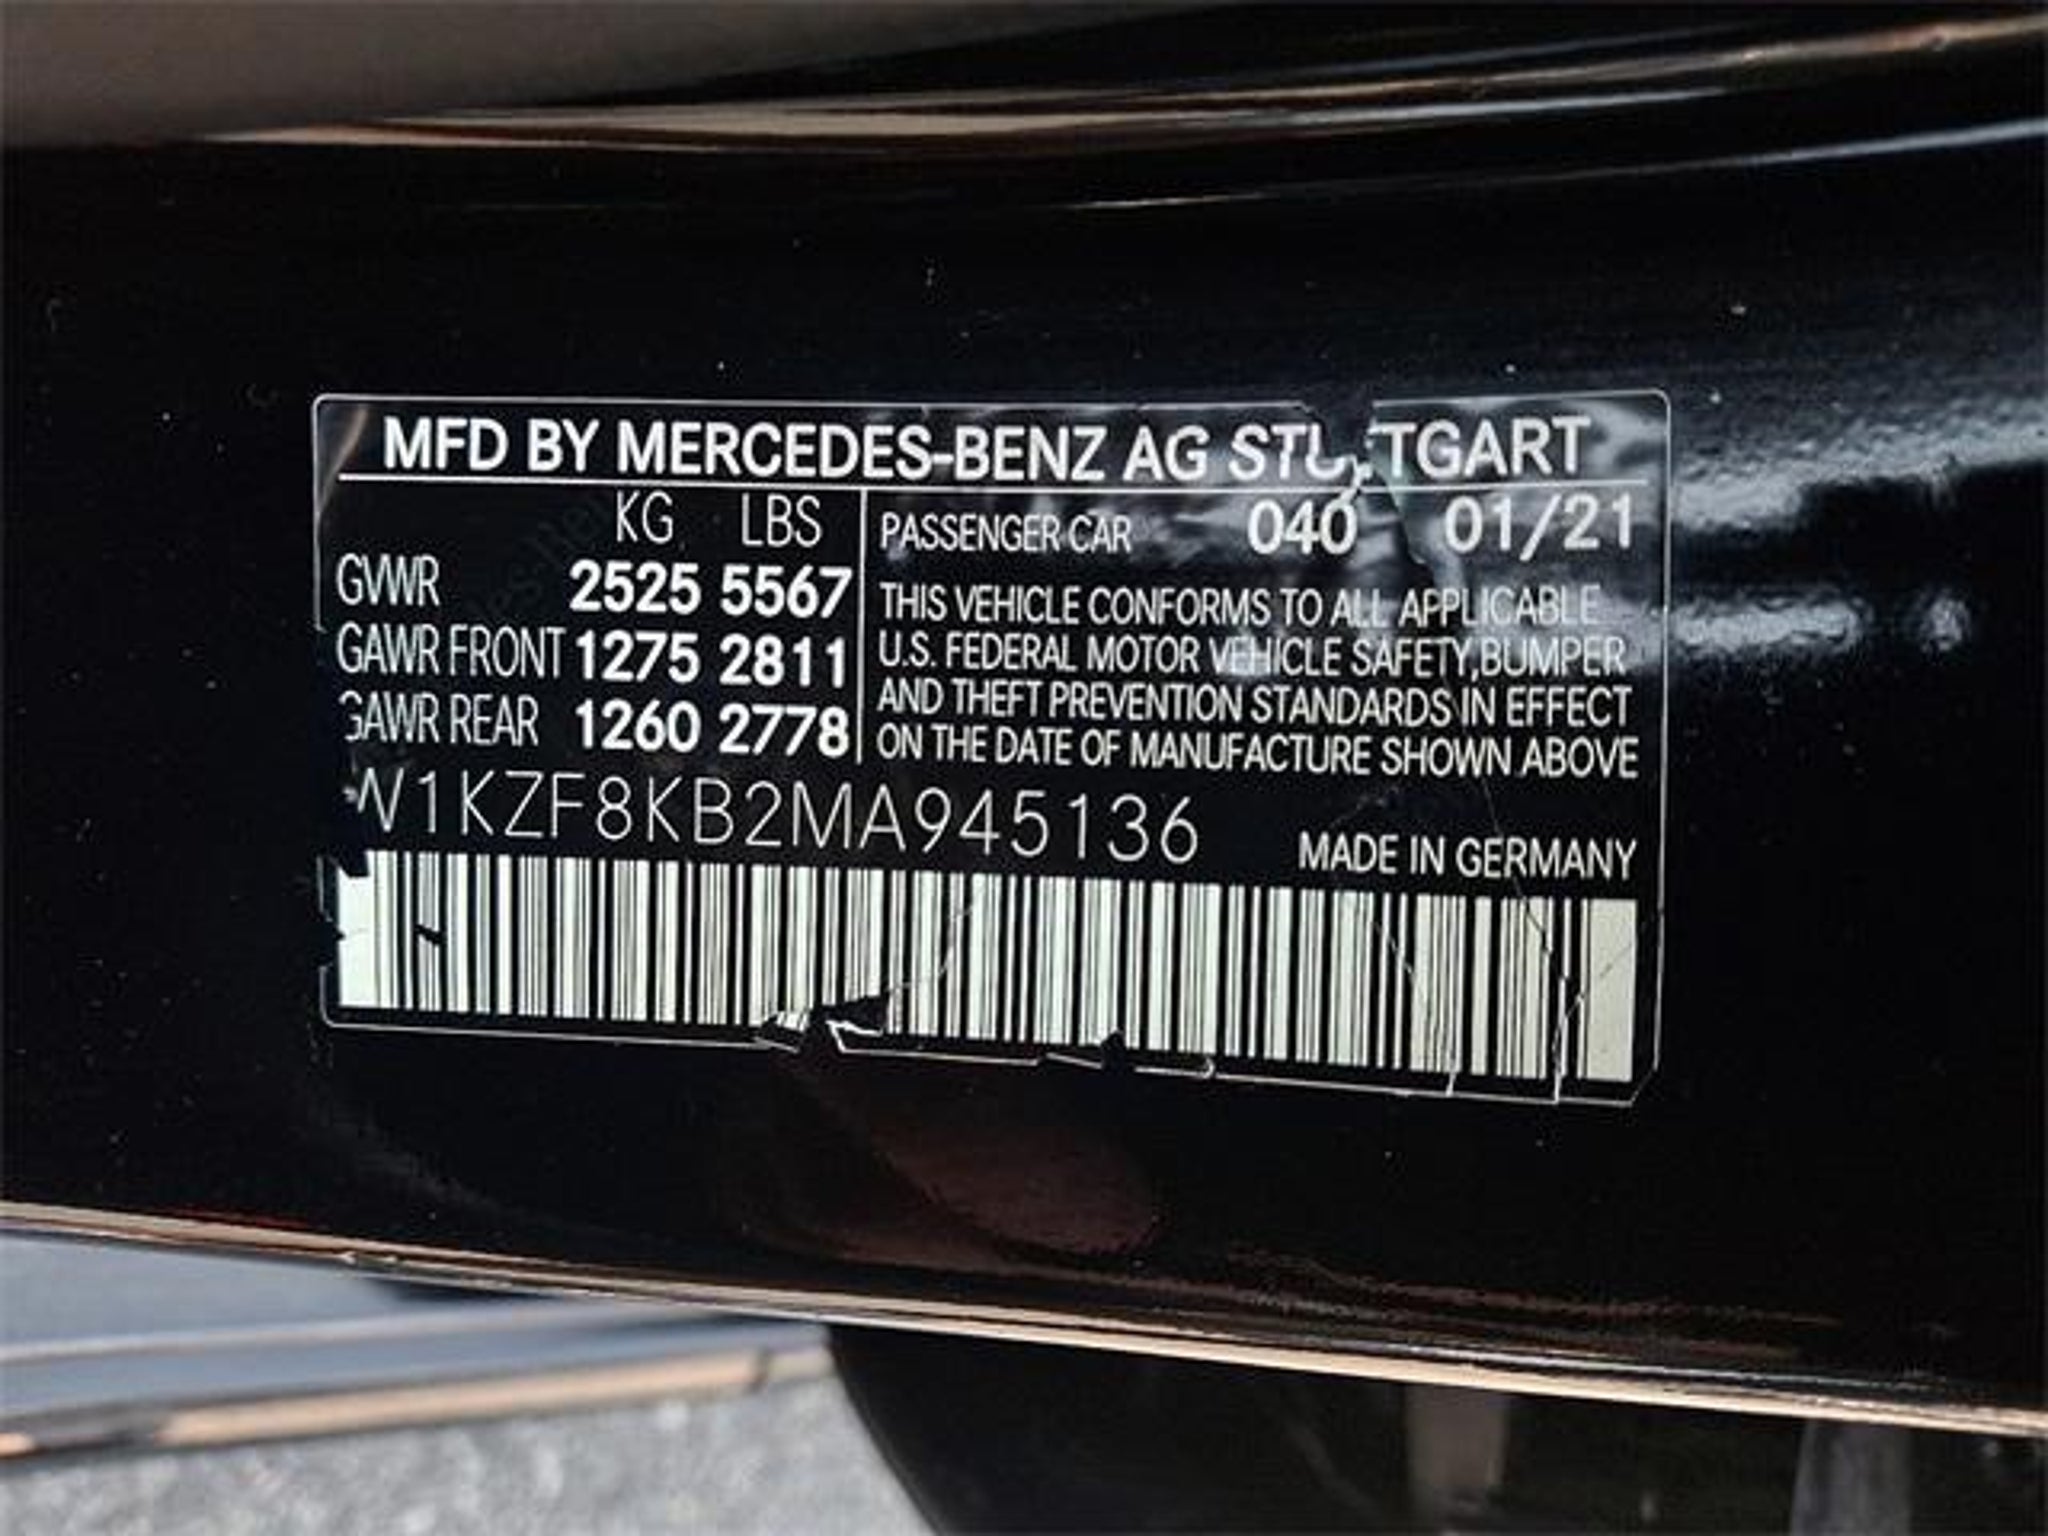 MFD BY MERCEDES-BENZ AG STUTTGART
KG LBS
PASSENGER CAR 040 01/21
GVWR 2525 5567
GAWR FRONT 1275 2811
GAWR REAR 1260 2778
THIS VEHICLE CONFORMS TO ALL APPLICABLE
U.S. FEDERAL MOTOR VEHICLE SAFETY,BUMPER
AND THEFT PREVENTION STANDARDS IN EFFECT
ON THE DATE OF MANUFACTURE SHOWN ABOVE
W1KZF8KB2MA945136
MADE IN GERMANY